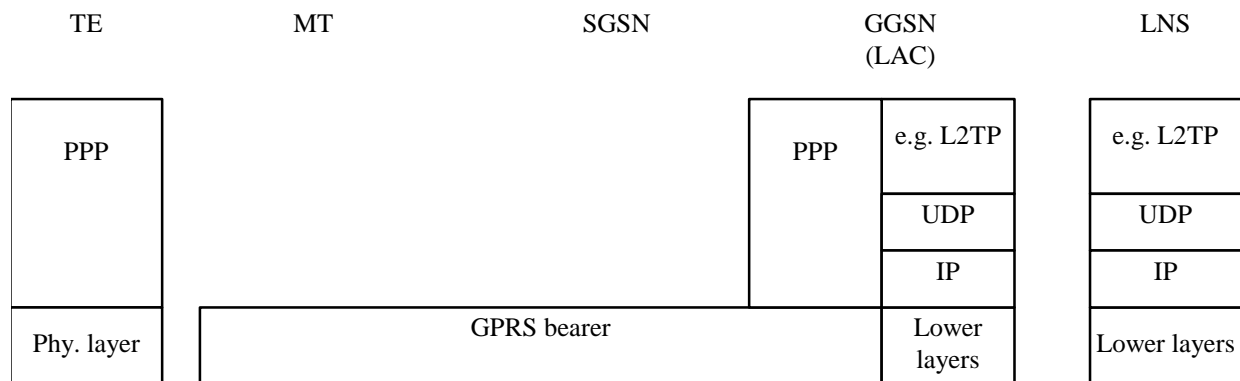 TE MT SGSN GGSN LNS
(LAC)
PPP PPP e.g. L2TP e.g. L2TP
UDP UDP
IP IP
GPRS bearer
Phy. layer Lower layers Lower layers